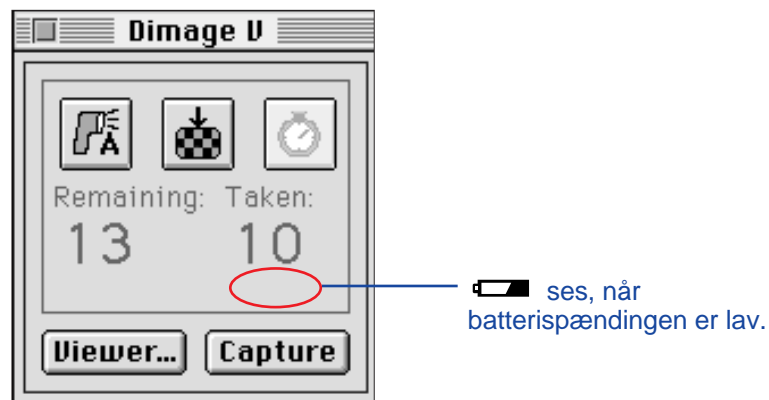 Dimage V
A
Remaining: Taken:
13 10
ses, når
batterispændingen er lav.
Viewer... Capture